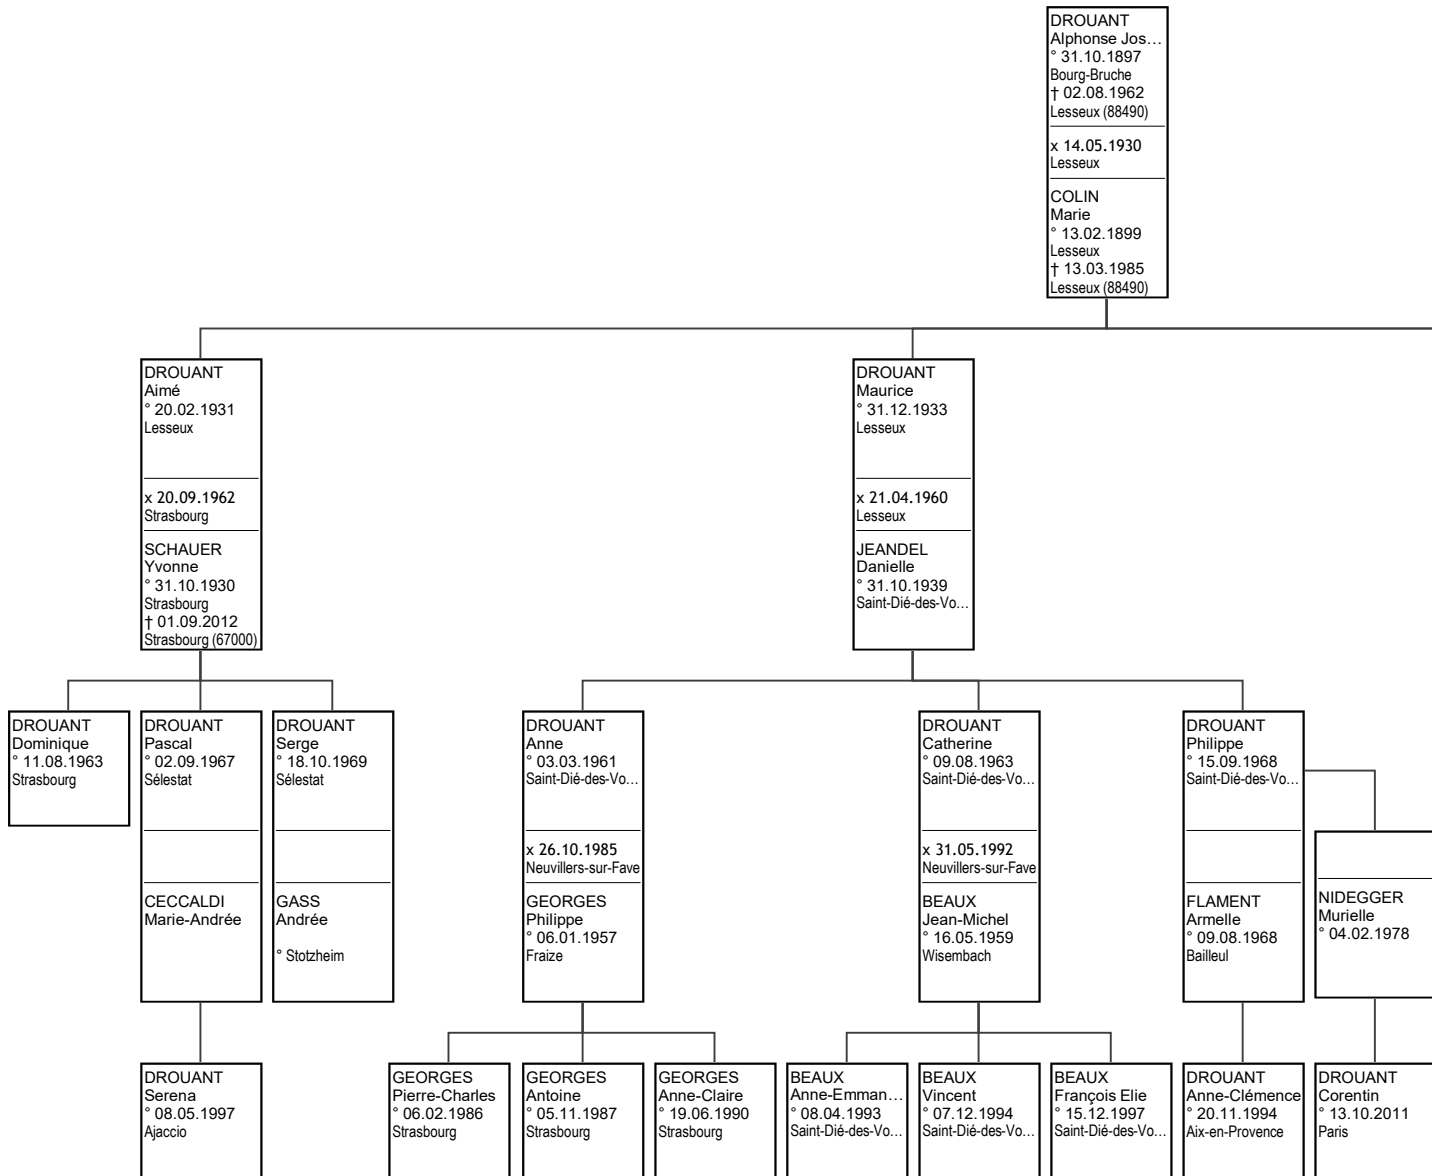 DROUANT
Alphonse Jos…
° 31.10.1897
Bourg-Bruche
† 02.08.1962
Lesseux (88490)
x 14.05.1930
Lesseux
COLIN
Marie
° 13.02.1899
Lesseux
† 13.03.1985
Lesseux (88490)
DROUANT
Aimé
° 20.02.1931
Lesseux
x 20.09.1962
Strasbourg
SCHAUER
Yvonne
° 31.10.1930
Strasbourg
† 01.09.2012
Strasbourg (67000)
DROUANT
Maurice
° 31.12.1933
Lesseux
x 21.04.1960
Lesseux
JEANDEL
Danielle
° 31.10.1939
Saint-Dié-des-Vo…
DROUANT
Dominique
° 11.08.1963
Strasbourg
DROUANT
Pascal
° 02.09.1967
Sélestat
CECCALDI
Marie-Andrée
DROUANT
Serge
° 18.10.1969
Sélestat
GASS
Andrée
° Stotzheim
DROUANT
Anne
° 03.03.1961
Saint-Dié-des-Vo…
x 26.10.1985
Neuvillers-sur-Fave
GEORGES
Philippe
° 06.01.1957
Fraize
DROUANT
Catherine
° 09.08.1963
Saint-Dié-des-Vo…
x 31.05.1992
Neuvillers-sur-Fave
BEAUX
Jean-Michel
° 16.05.1959
Wisembach
DROUANT
Philippe
° 15.09.1968
Saint-Dié-des-Vo…
FLAMENT
Armelle
° 09.08.1968
Bailleul
NIDEGGER
Murielle
° 04.02.1978
DROUANT
Serena
° 08.05.1997
Ajaccio
GEORGES
Pierre-Charles
° 06.02.1986
Strasbourg
GEORGES
Antoine
° 05.11.1987
Strasbourg
GEORGES
Anne-Claire
° 19.06.1990
Strasbourg
BEAUX
Anne-Emman…
° 08.04.1993
Saint-Dié-des-Vo…
BEAUX
Vincent
° 07.12.1994
Saint-Dié-des-Vo…
BEAUX
François Elie
° 15.12.1997
Saint-Dié-des-Vo…
DROUANT
Anne-Clémence
° 20.11.1994
Aix-en-Provence
DROUANT
Corentin
° 13.10.2011
Paris